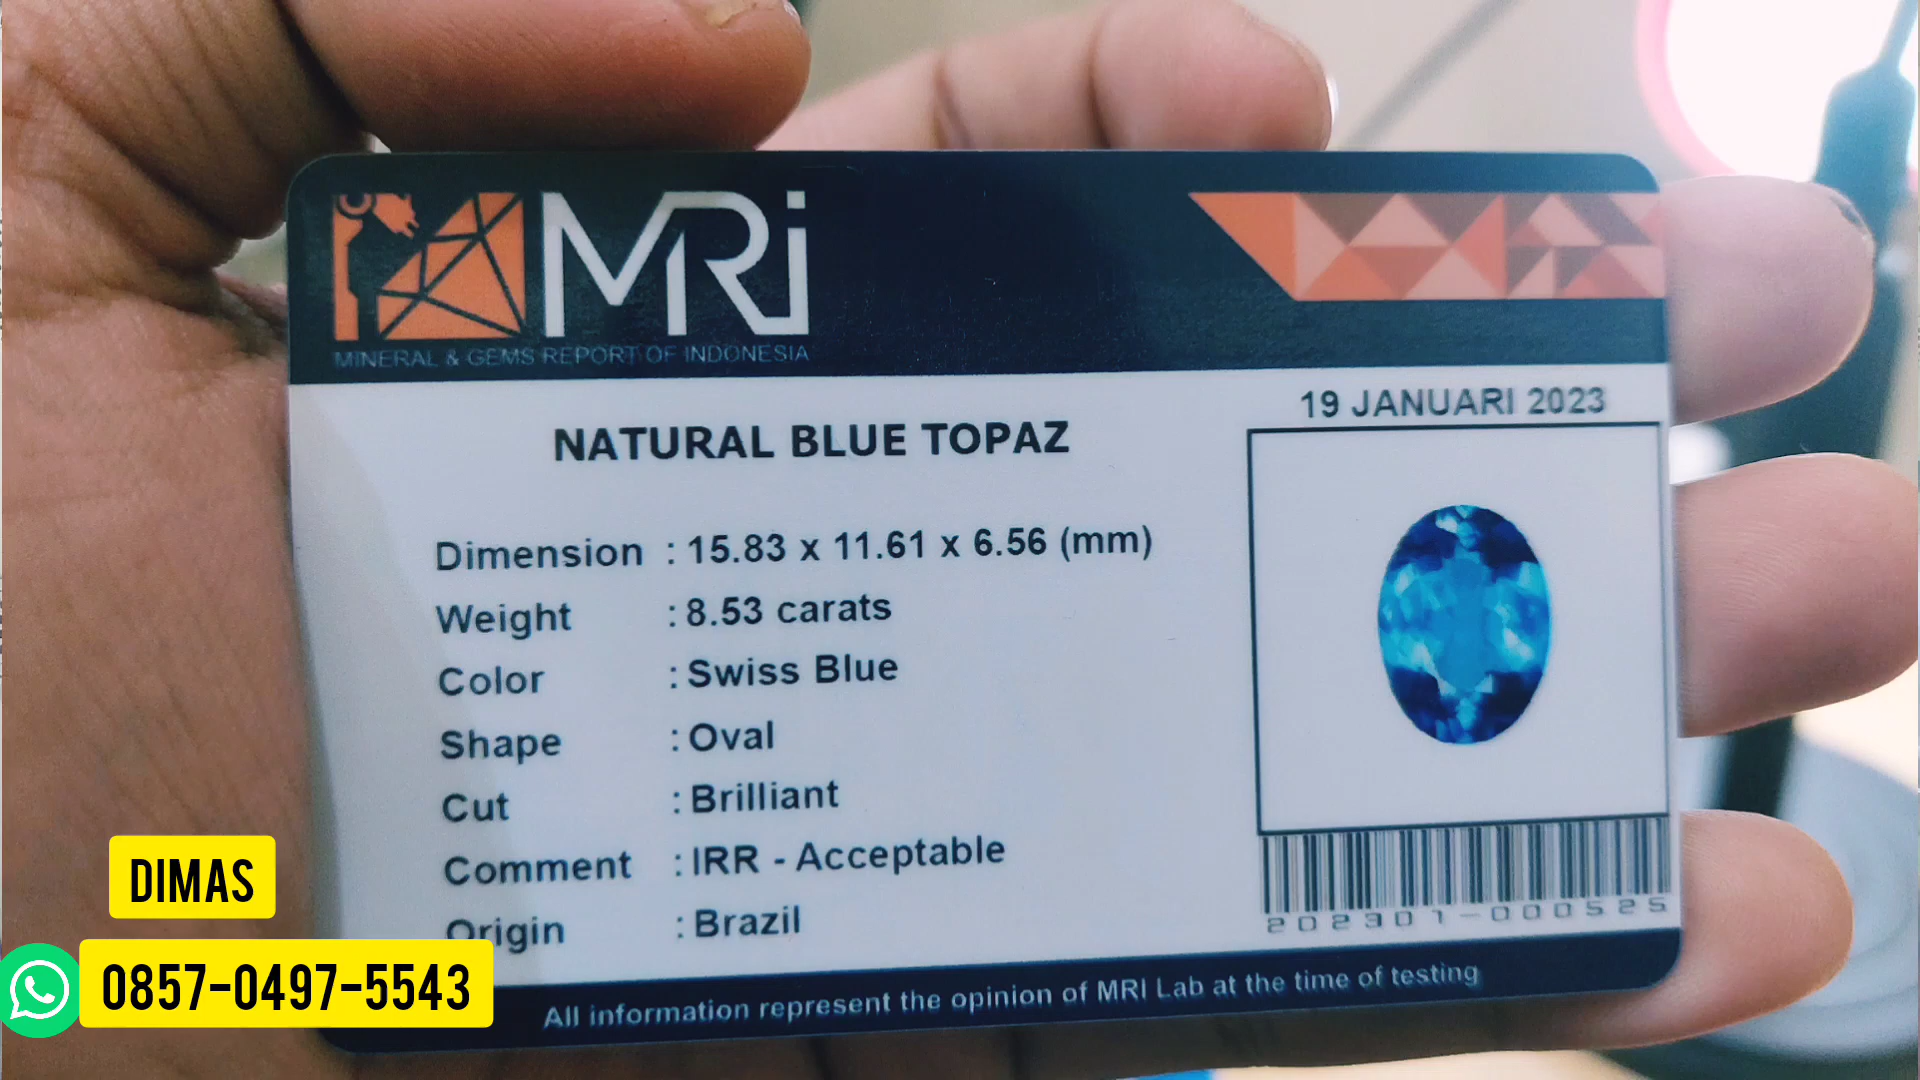 MRi
MINERAL & GEMS REPORT OF INDONESIA
19 JANUARI 2023
NATURAL BLUE TOPAZ
Dimension : 15.83 x 11.61 x 6.56 (mm)
Weight : 8.53 carats
Color : Swiss Blue
Shape : Oval
Cut : Brilliant
Comment : IRR - Acceptable
Origin : Brazil
202301-000525
All information represent the opinion of MRI Lab at the time of testing
DIMAS
0857-0497-5543